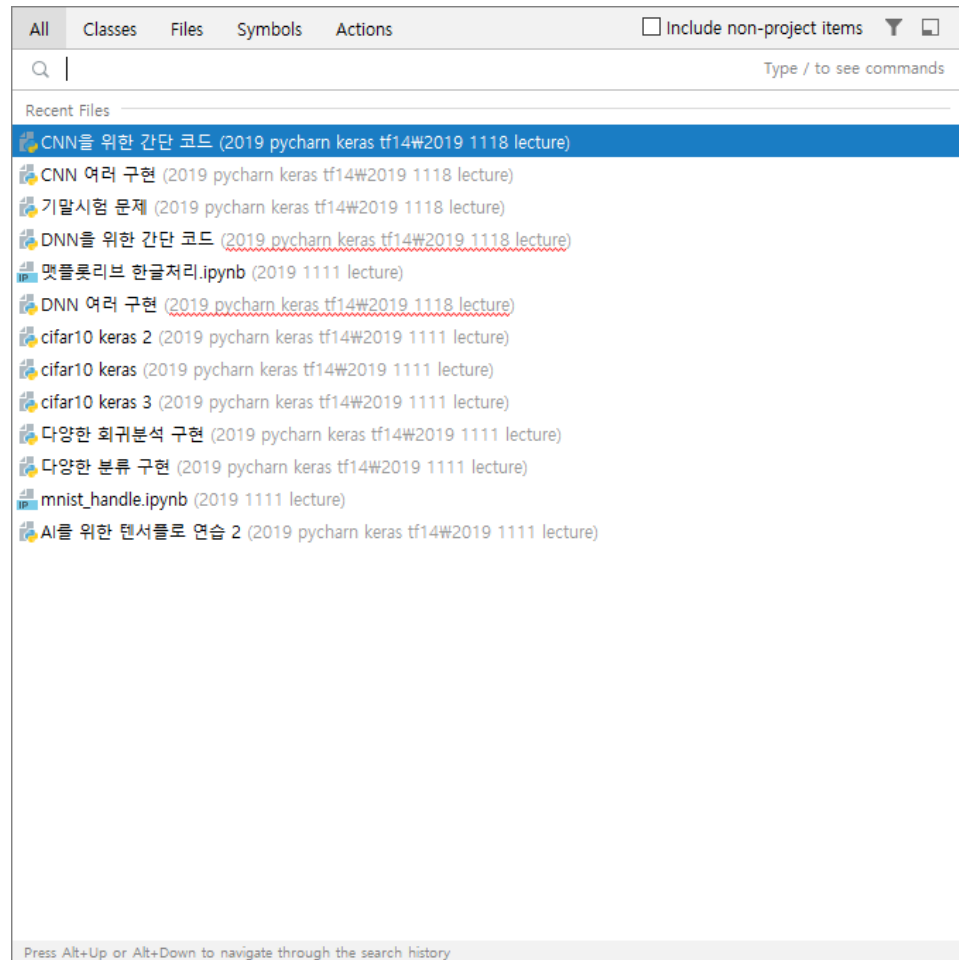 All Classes Files Symbols Actions Include non-project items
Type / to see commands
Recent Files
CNN을 위한 간단 코드 (2019 pycharn keras tf14₩2019 1118 lecture)
CNN 여러 구현 (2019 pycharn keras tf14₩2019 1118 lecture)
기말시험 문제 (2019 pycharn keras tf14₩2019 1118 lecture)
DNN을 위한 간단 코드 (2019 pycharn keras tf14₩2019 1118 lecture)
맷플롯리브 한글처리.ipynb (2019 1111 lecture)
DNN 여러 구현 (2019 pycharn keras tf14₩2019 1118 lecture)
cifar10 keras 2 (2019 pycharn keras tf14₩2019 1111 lecture)
cifar10 keras (2019 pycharn keras tf14₩2019 1111 lecture)
cifar10 keras 3 (2019 pycharn keras tf14₩2019 1111 lecture)
다양한 회귀분석 구현 (2019 pycharn keras tf14₩2019 1111 lecture)
다양한 분류 구현 (2019 pycharn keras tf14₩2019 1111 lecture)
mnist_handle.ipynb (2019 1111 lecture)
AI를 위한 텐서플로 연습 2 (2019 pycharn keras tf14₩2019 1111 lecture)
Press Alt+Up or Alt+Down to navigate through the search history